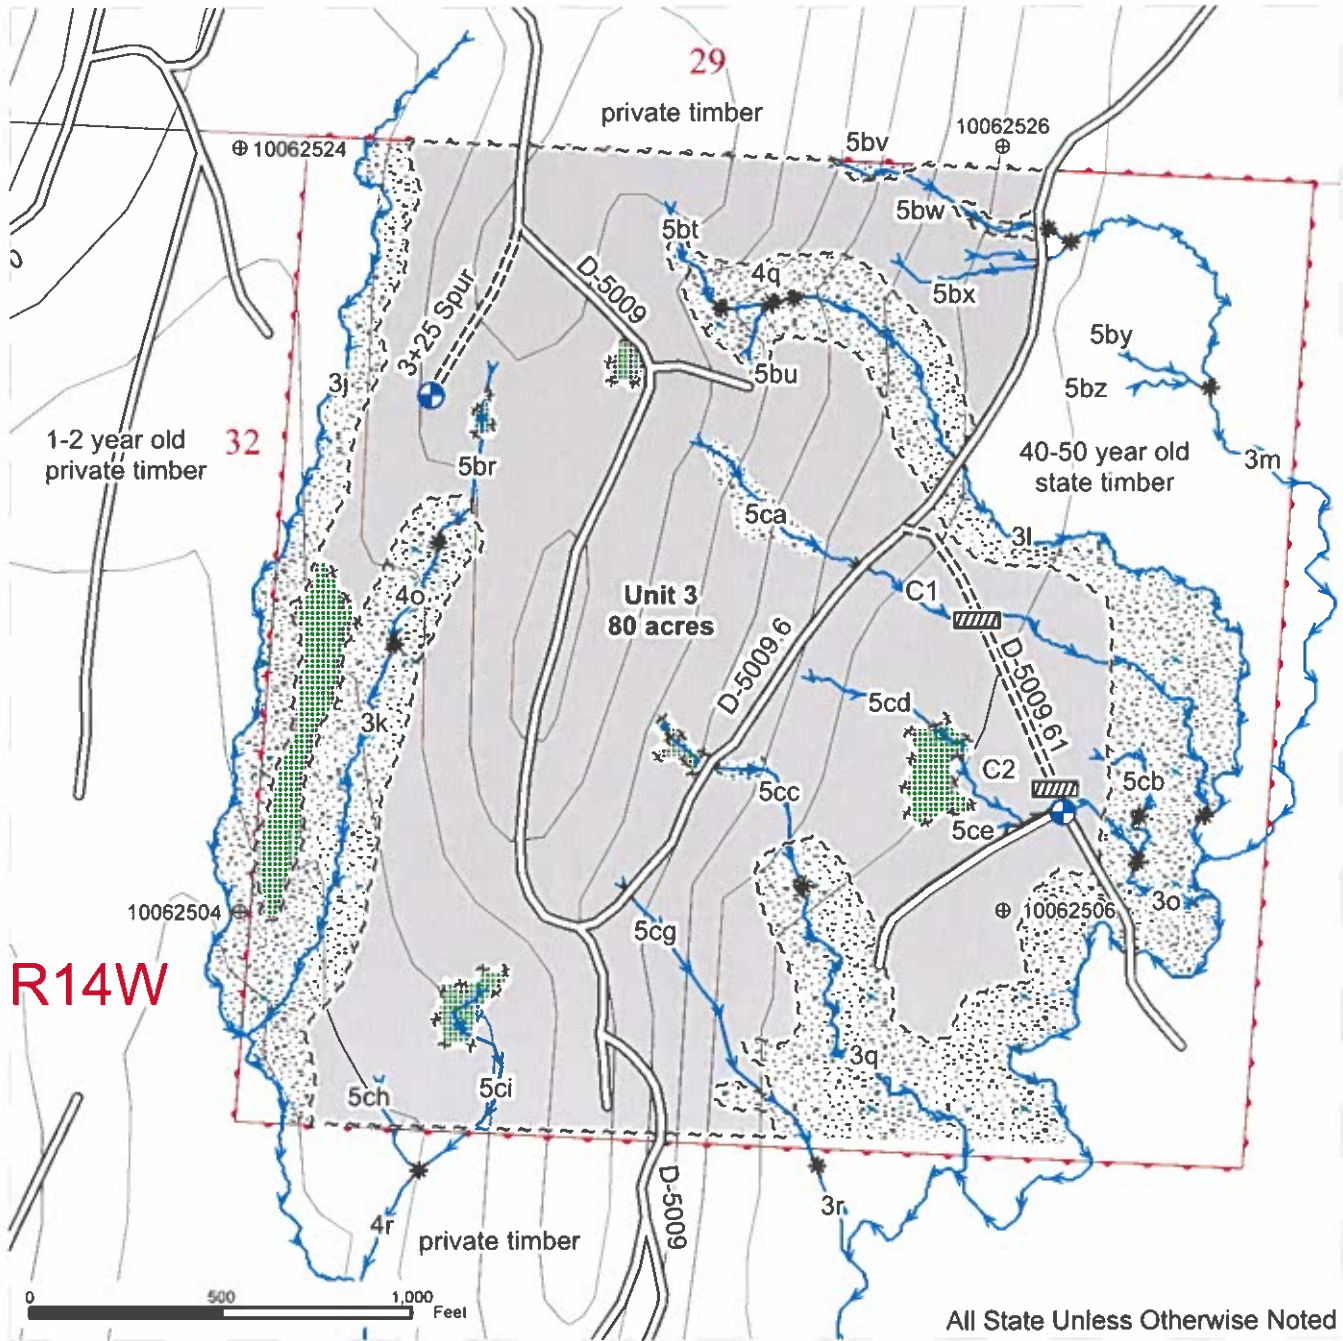 29
private timber
10062526
5bv
10062524
5bw
5bt
4q
5bx
D-5009
3+25 Spur
5by
5bz
5bu
3j
1-2 year old
private timber
32
40-50 year old
state timber
3m
5br
5ca
3l
4o
C1
Unit 3
80 acres
D-5009.6
D-5009.61
3k
5cd
C2
5cb
5cc
5ce
10062504
10062506
3o
5cg
R14W
3q
5ch
5ci
D-5009
3r
4r
private timber
0 500 1,000
Feet
All State Unless Otherwise Noted